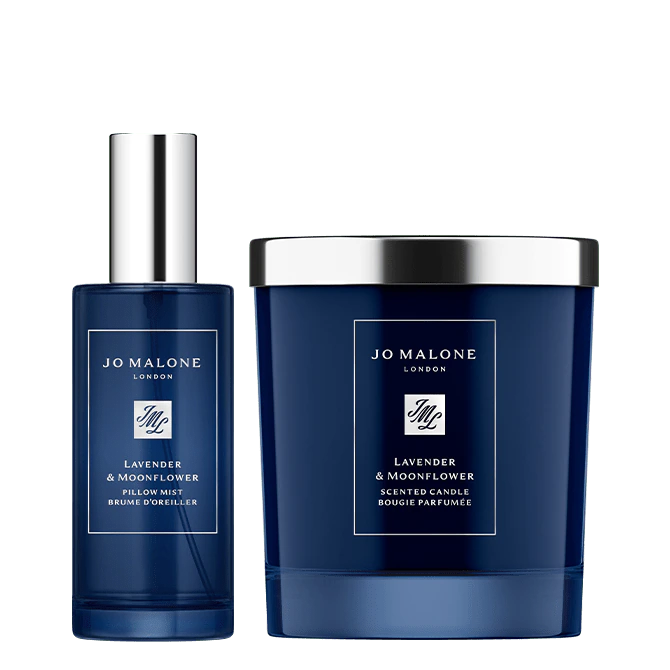 JO MALONE
LONDON
JML
LAVENDER
& MOONFLOWER
PILLOW MIST
BRUME D'OREILLER
JO MALONE
LONDON
JML
LAVENDER
& MOONFLOWER
SCENTED CANDLE
BOUGIE PARFUMÉE